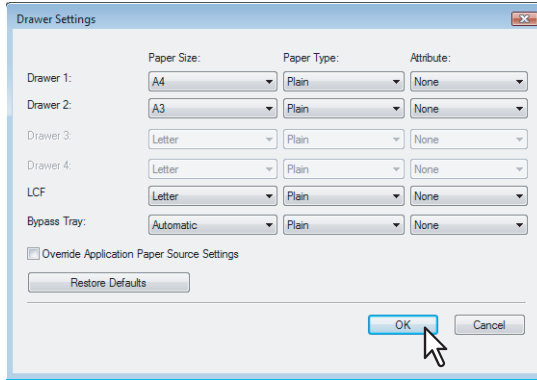 Drawer Settings
Paper Size: Paper Type: Attribute:
Drawer 1: A4 Plain None
Drawer 2: A3 Plain None
Drawer 3: Letter Plain None
Drawer 4: Letter Plain None
LCF Letter Plain None
Bypass Tray: Automatic Plain None
Override Application Paper Source Settings
Restore Defaults
OK Cancel